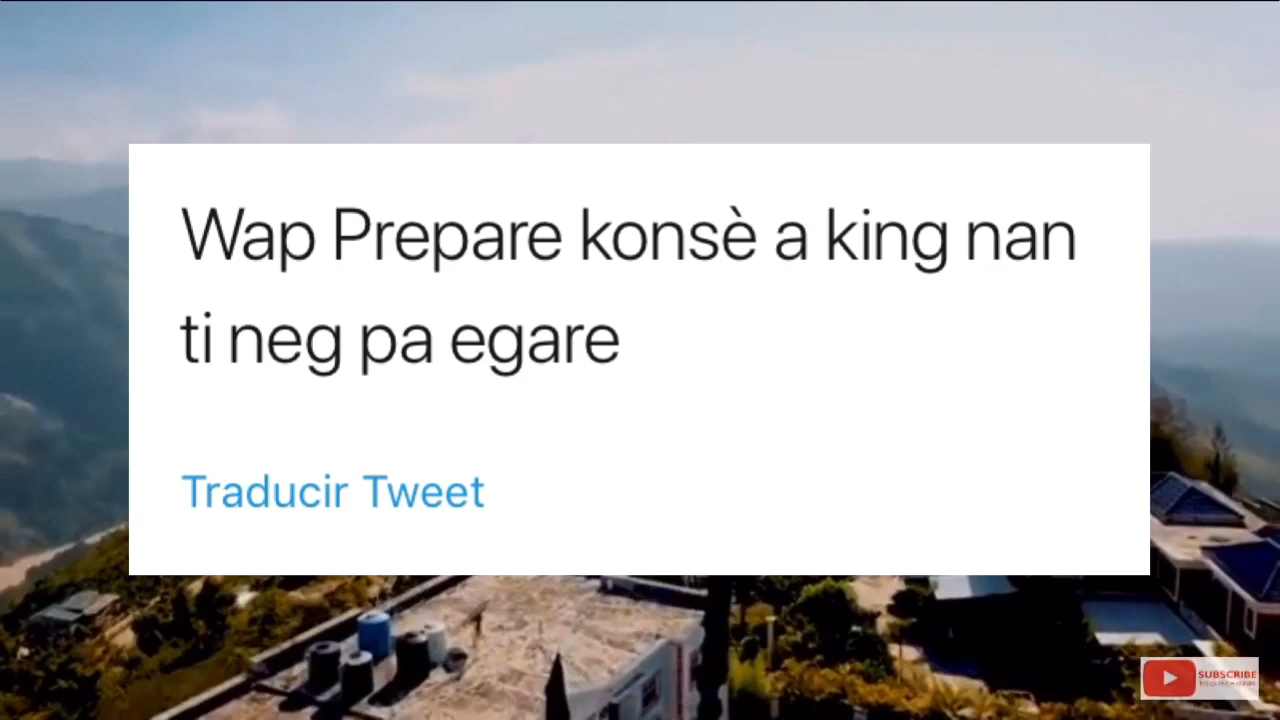 Wap Prepare konsè a king nan
ti neg pa egare
Traducir Tweet
SUBSCRIBE